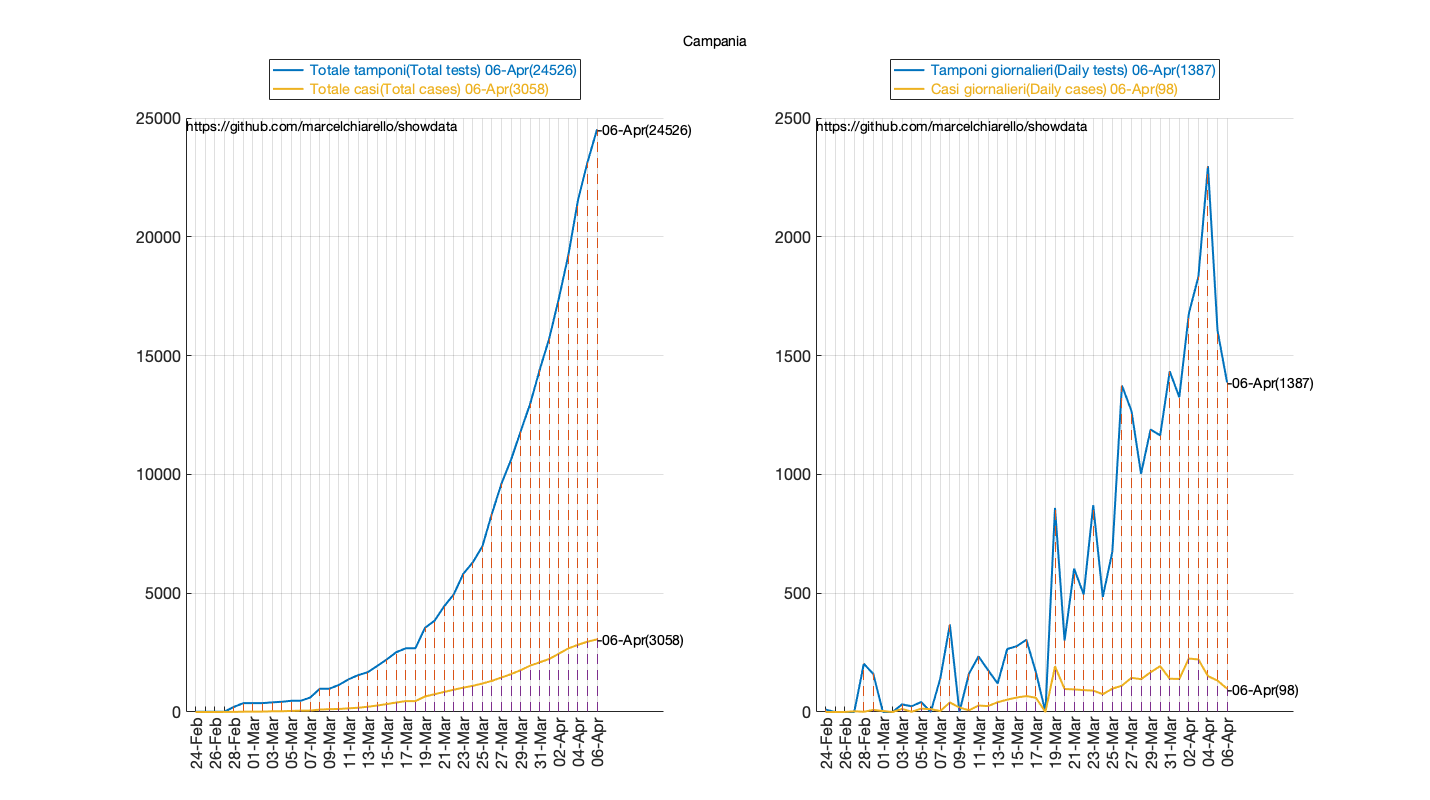 Campania
Totale tamponi(Total tests) 06-Apr(24526)
Totale casi(Total cases) 06-Apr(3058)
https://github.com/marcelchiarello/showdata
25000
20000
15000
10000
5000
0
06-Apr(24526)
06-Apr(3058)
24-Feb
26-Feb
28-Feb
01-Mar
03-Mar
05-Mar
07-Mar
09-Mar
11-Mar
13-Mar
15-Mar
17-Mar
19-Mar
21-Mar
23-Mar
25-Mar
27-Mar
29-Mar
31-Mar
02-Apr
04-Apr
06-Apr
Tamponi giornalieri(Daily tests) 06-Apr(1387)
Casi giornalieri(Daily cases) 06-Apr(98)
https://github.com/marcelchiarello/showdata
2500
2000
1500
1000
500
0
06-Apr(1387)
06-Apr(98)
24-Feb
26-Feb
28-Feb
01-Mar
03-Mar
05-Mar
07-Mar
09-Mar
11-Mar
13-Mar
15-Mar
17-Mar
19-Mar
21-Mar
23-Mar
25-Mar
27-Mar
29-Mar
31-Mar
02-Apr
04-Apr
06-Apr